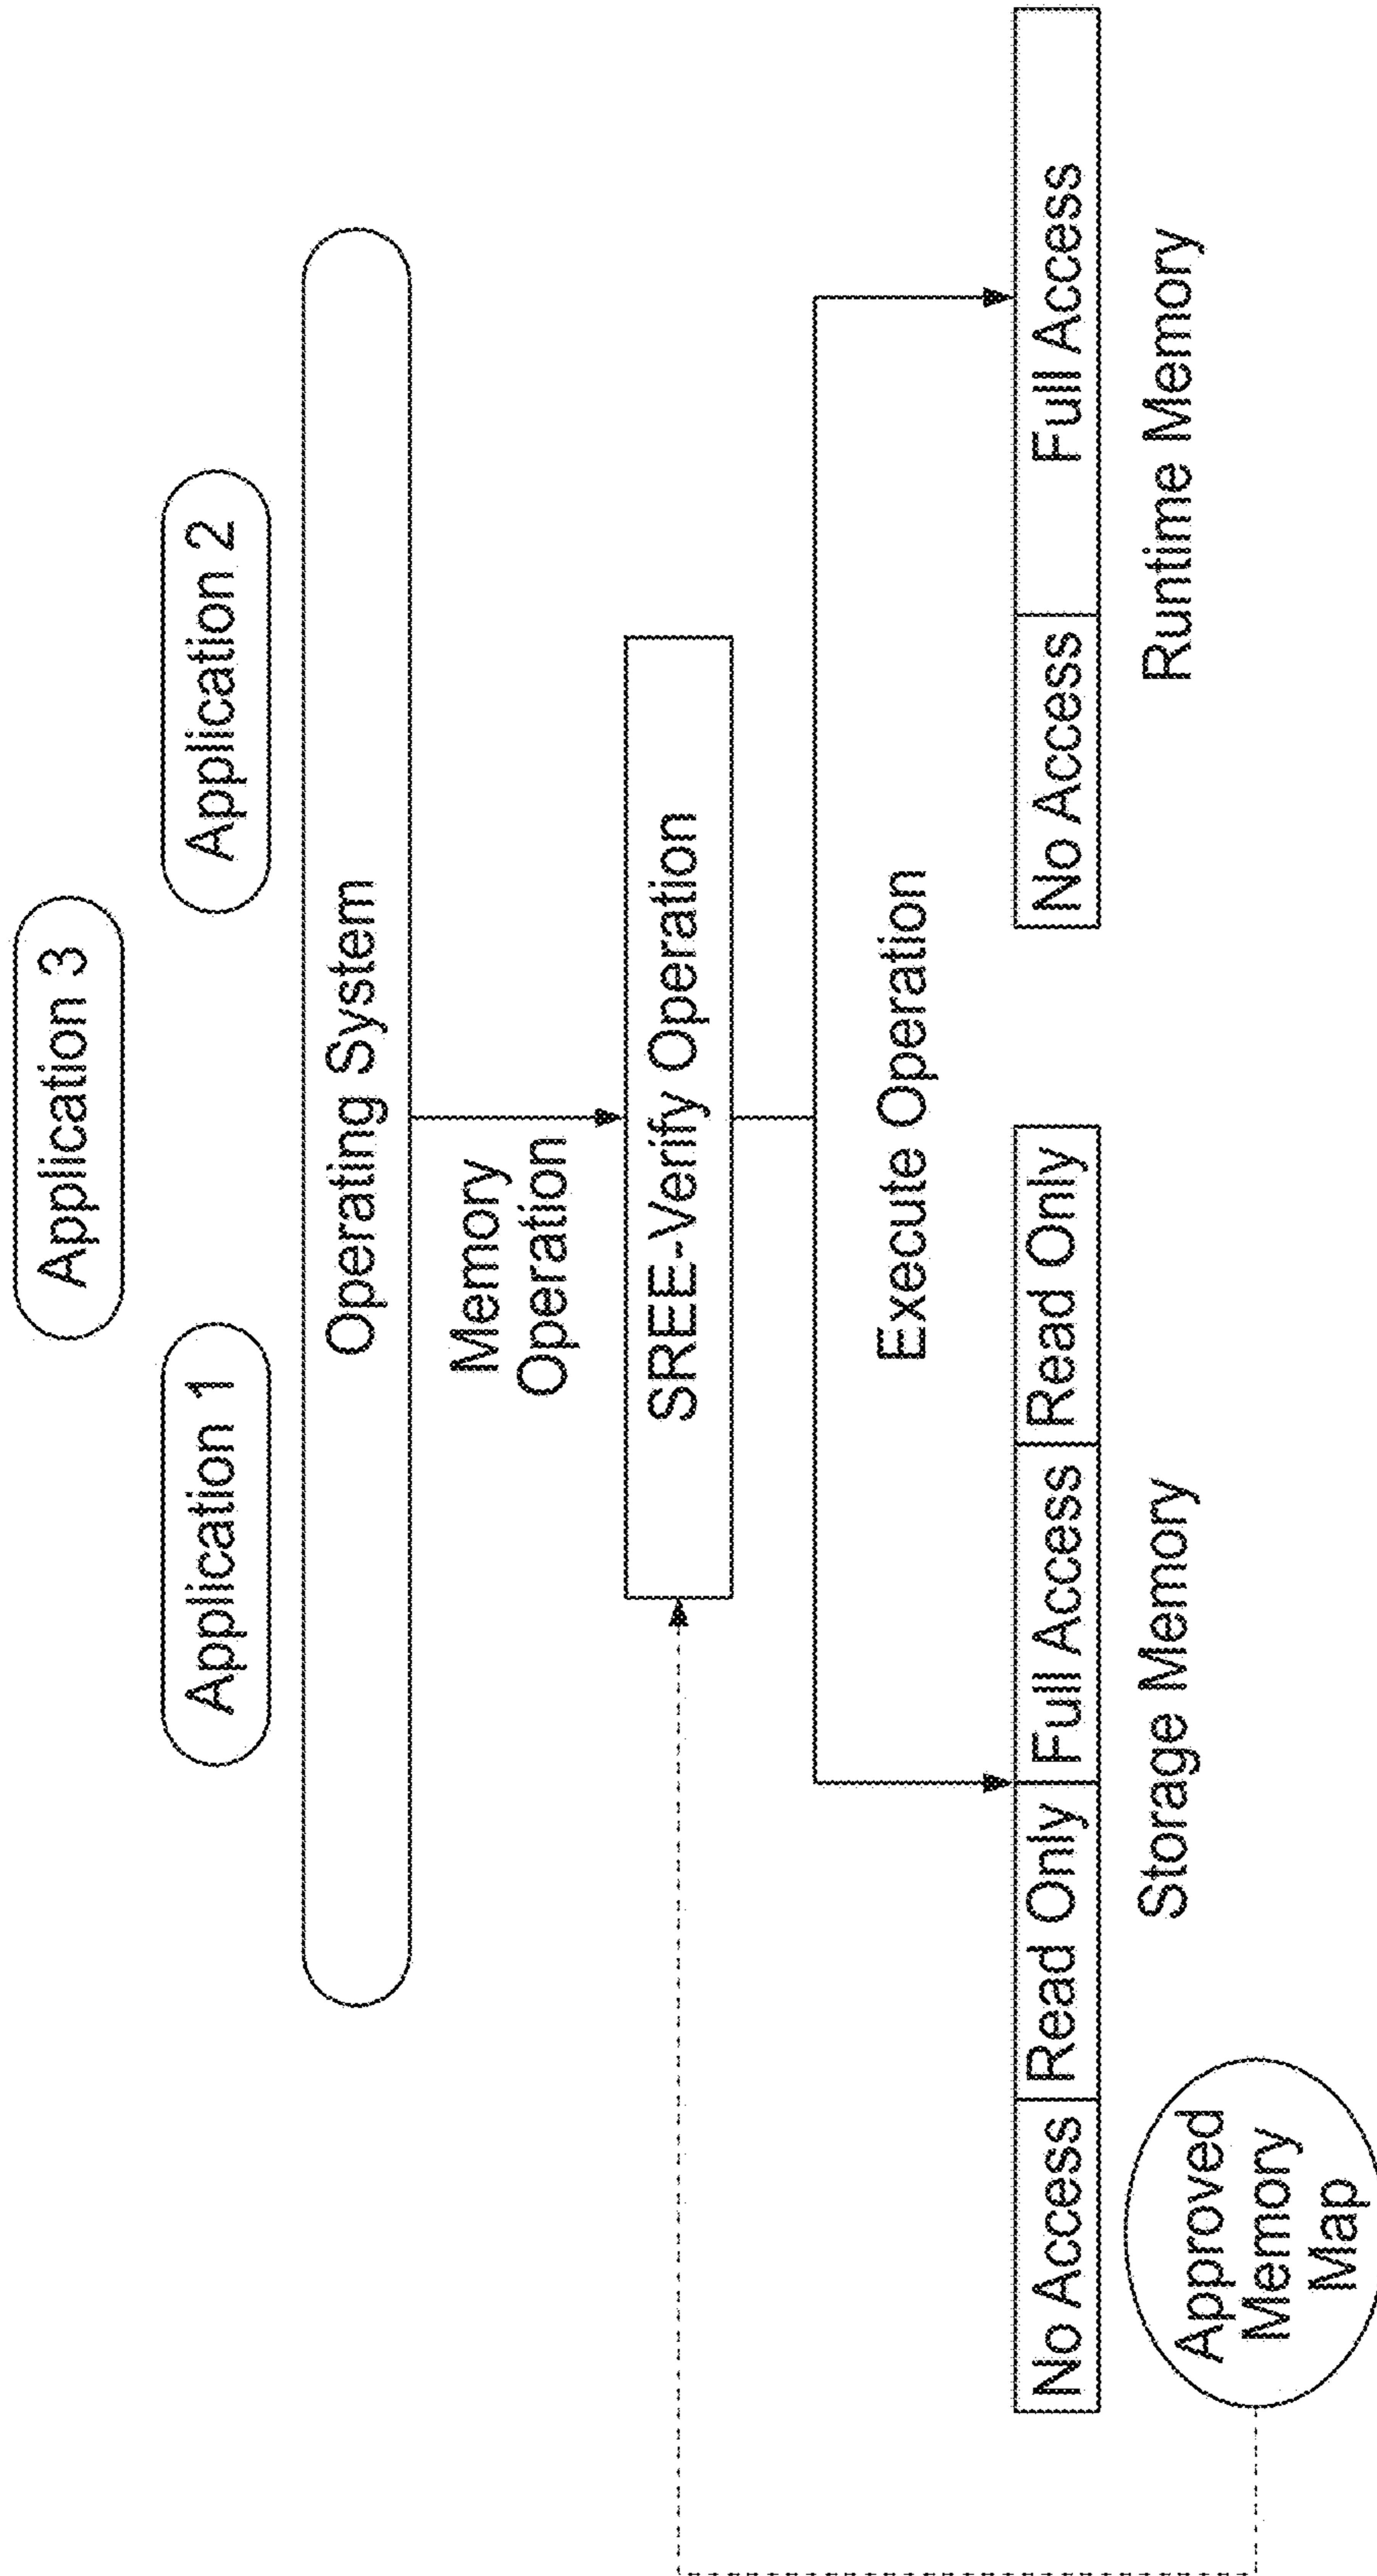 Application 3
Application 1
Application 2
Operating System
Memory
Operation
SREE-Verify Operation
Execute Operation
No Access
Read Only
Full Access
Read Only
No Access
Full Access
Storage Memory
Runtime Memory
Approved
Memory
Map